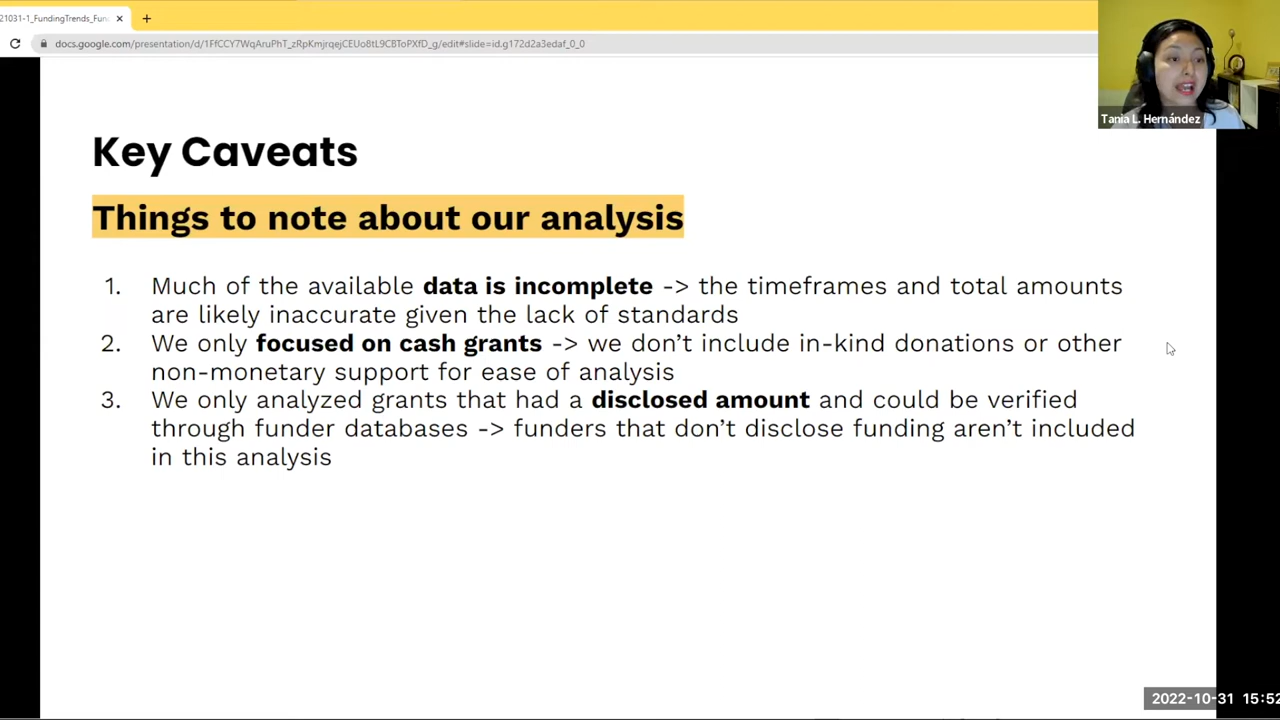 21031-1_FundingTrends_Fun
docs.google.com/presentation/d/1FfCCY7WqAruPhT_zRpKmjrqejCEUo8tL9CBToPXfD_g/edit#slide=id.g172d2a3edaf_0_0
Tania L. Hernández
Key Caveats
Things to note about our analysis
1. Much of the available data is incomplete -> the timeframes and total amounts
are likely inaccurate given the lack of standards
2. We only focused on cash grants -> we don’t include in-kind donations or other
non-monetary support for ease of analysis
3. We only analyzed grants that had a disclosed amount and could be verified
through funder databases -> funders that don’t disclose funding aren’t included
in this analysis
2022-10-31 15:52